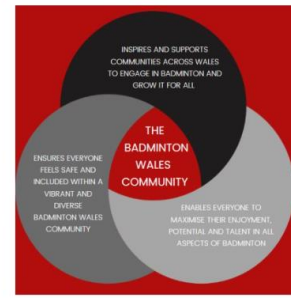 INSPIRES AND SUPPORTS
COMMUNITIES ACROSS WALES
TO ENGAGE IN BADMINTON AND
GROW IT FOR ALL
THE
BADMINTON
WALES
COMMUNITY
ENSURES EVERYONE
FEELS SAFE AND
INCLUDED WITHIN A
VIBRANT AND
DIVERSE
BADMINTON WALES
COMMUNITY
ENABLES EVERYONE TO
MAXIMISE THEIR ENJOYMENT,
POTENTIAL AND TALENT IN ALL
ASPECTS OF BADMINTON